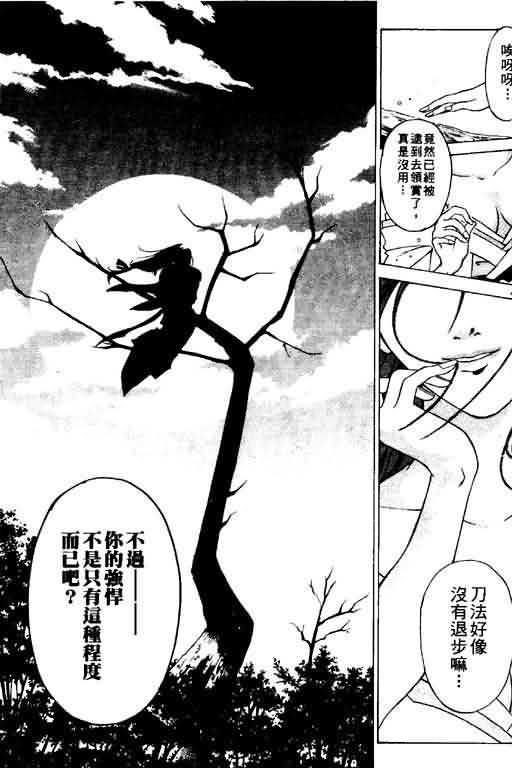 唉呀呀…
竟然已經被
逮到去領賞了，
真是沒用…
刀法好像
沒有退步嘛…
不過——
你的強悍
不是只有這種程度
而已吧？